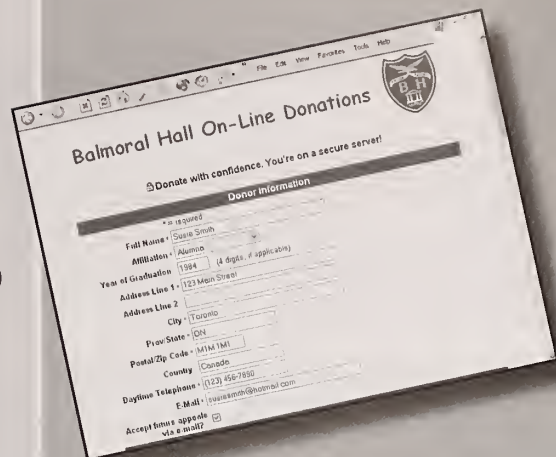 File Edit View Favorites Tools Help
B H
Balmoral Hall On-Line Donations
Donate with confidence. You're on a secure server!
Donor Information
* = required
Full Name * Susie Smith
Affiliation * Alumna
Year of Graduation 1984 (4 digits, if applicable)
Address Line 1 * 123 Main Street
Address Line 2
City * Toronto
Prov/State * ON
Postal/Zip Code * M1M 1M1
Country Canada
Daytime Telephone * (123) 456-7890
E-Mail * susiesmith@hotmail.com
Accept future appeals
via e-mail?